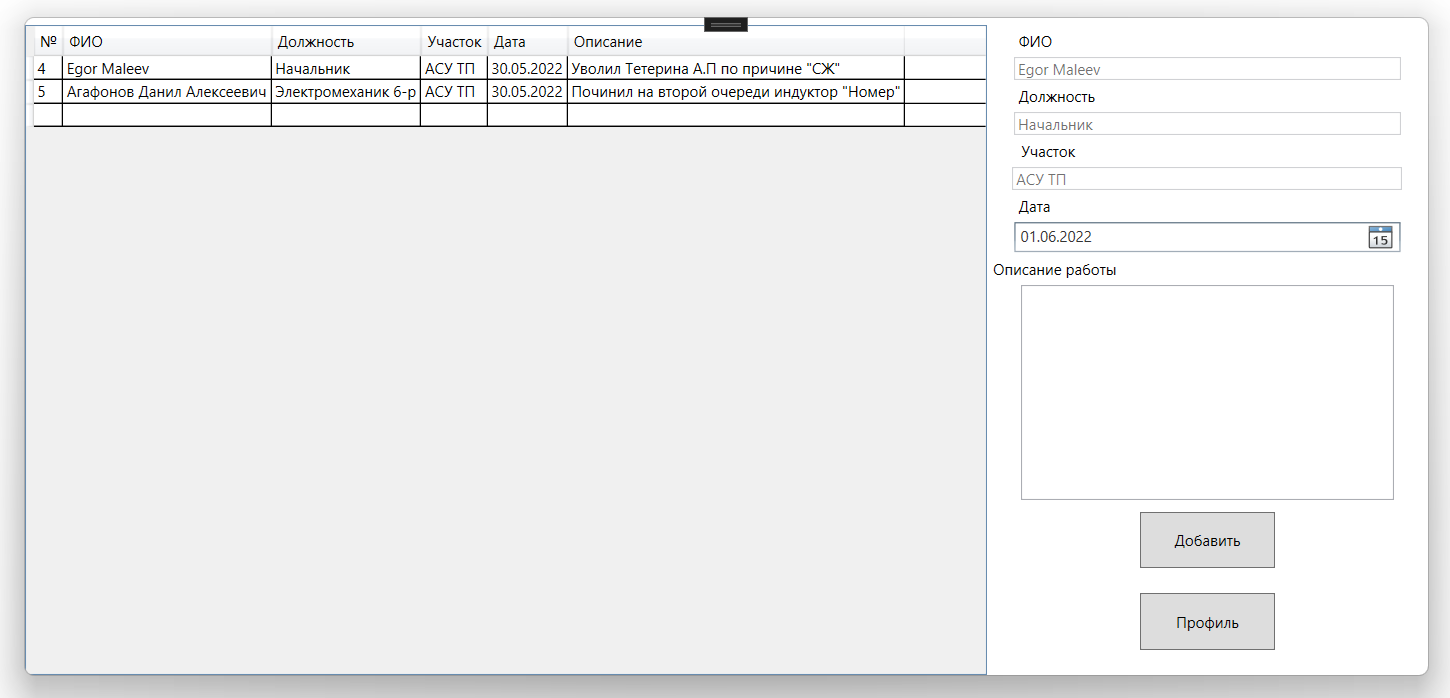 № ФИО Должность Участок Дата Описание
4 Egor Maleev Начальник АСУ ТП 30.05.2022 Уволил Тетерина А.П по причине "СЖ"
5 Агафонов Данил Алексеевич Электромеханик 6-р АСУ ТП 30.05.2022 Починил на второй очереди индуктор "Номер"
ФИО
Egor Maleev
Должность
Начальник
Участок
АСУ ТП
Дата
01.06.2022 15
Описание работы
Добавить
Профиль